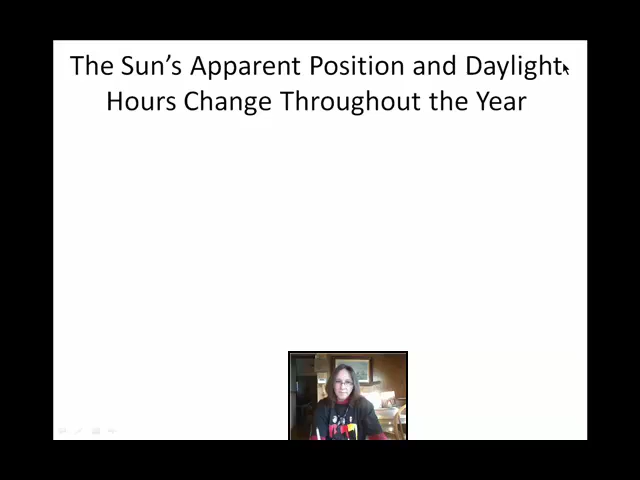 The Sun's Apparent Position and Daylight
Hours Change Throughout the Year